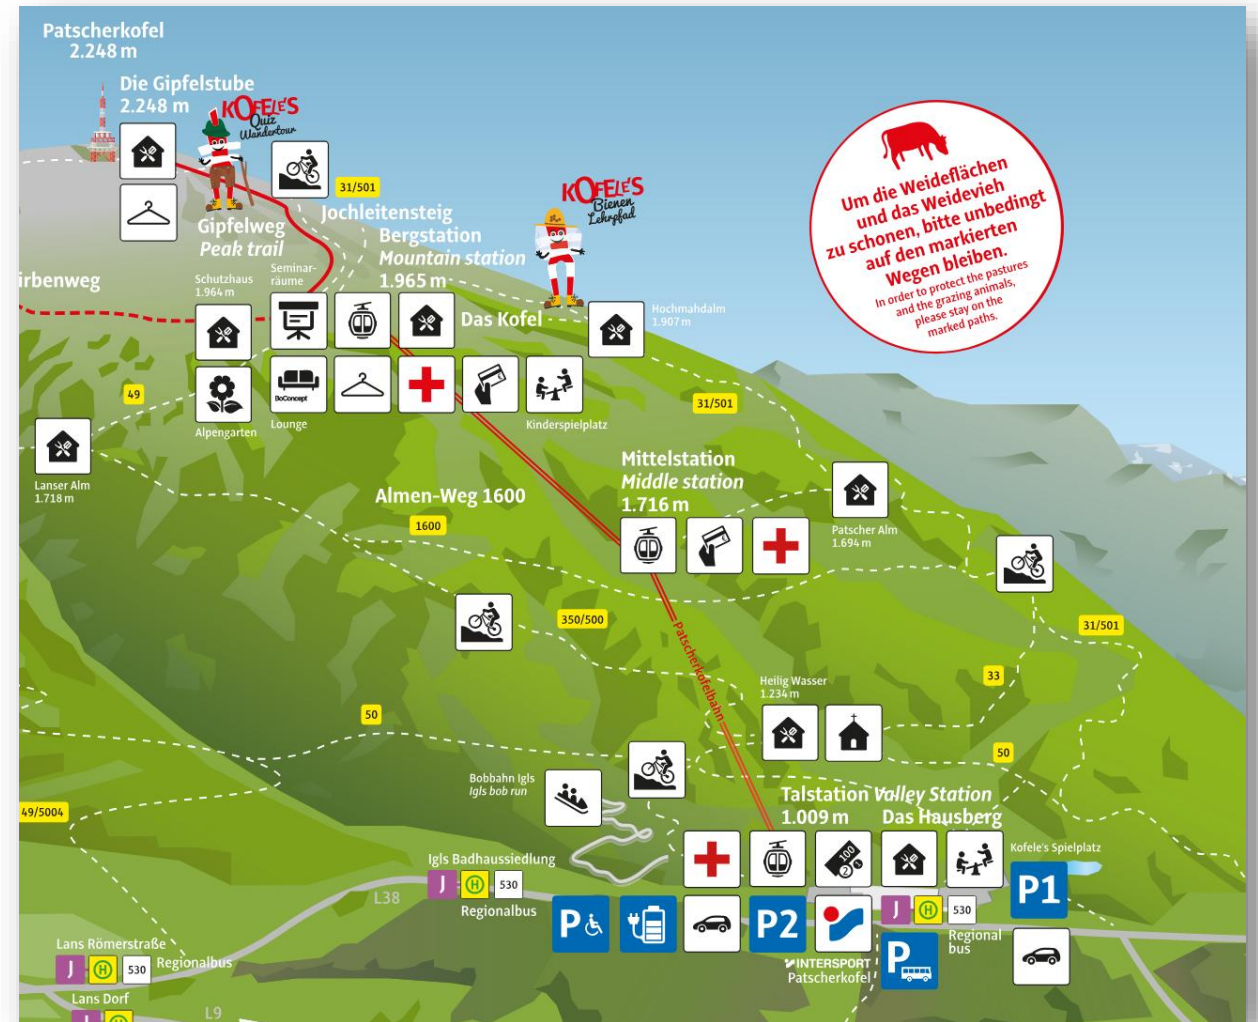 Patscherkofel
2.248 m
Die Gipfelstube
2.248 m
KOFELE'S
Quiz
Wandertour
31/501
Jochleitensteig
KOFELE'S
Bienen
Lehrpfad
Um die Weideflächen
und das Weidevieh
zu schonen, bitte unbedingt
auf den markierten
Wegen bleiben.
In order to protect the pastures
and the grazing animals,
please stay on the
marked paths.
Gipfelweg
Peak trail
Bergstation
Mountain station
1.965 m
irbenweg
Schutzhaus
1.964 m
Seminar-
räume
Das Kofel
Hochmahdalm
1.907 m
49
BoConcept
Alpengarten
Lounge
Kinderspielplatz
31/501
Lanser Alm
1.718 m
Mittelstation
Middle station
1.716 m
Almen-Weg 1600
1600
Patscher Alm
1.694 m
350/500
31/501
Patscherkofelbahn
Heilig Wasser
1.234 m
33
50
50
Bobbahn Igls
Igls bob run
Talstation Valley Station
1.009 m
Das Hausberg
49/5004
Kofele's Spielplatz
100
2
1
Igls Badhaussiedlung
J H 530
Regionalbus
L38
P
P2
P1
J H 530
Regional
bus
INTERSPORT
Patscherkofel
P
Lans Römerstraße
J H 530
Regionalbus
Lans Dorf
J H
L9